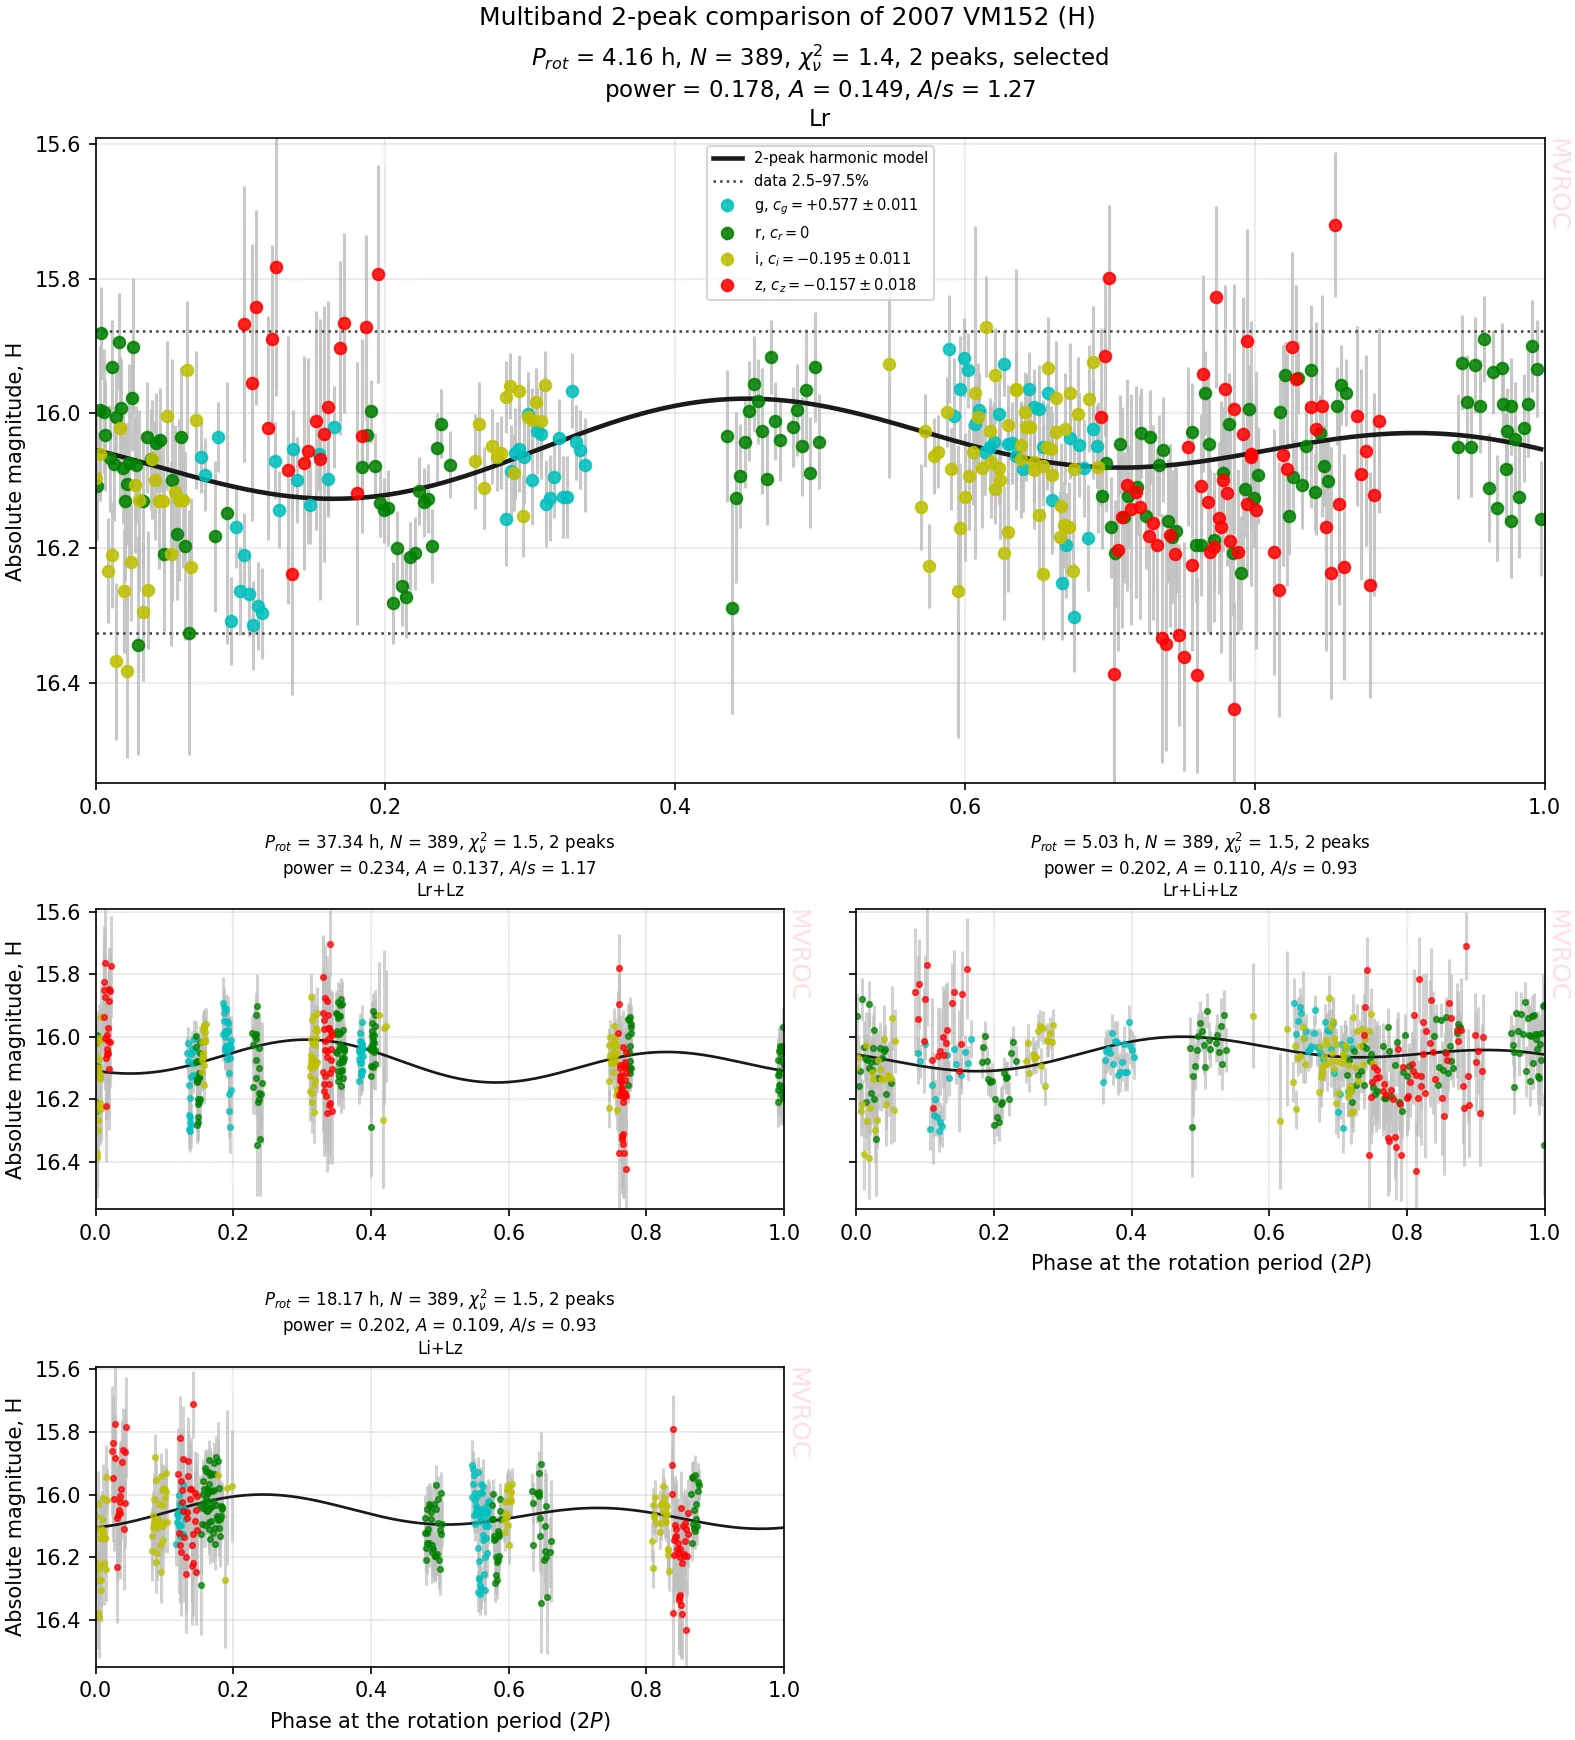 Multiband 2-peak comparison of 2007 VM152 (H)
P_rot = 4.16 h, N = 389, χ²_ν = 1.4, 2 peaks, selected
power = 0.178, A = 0.149, A/s = 1.27
Lr
2-peak harmonic model
data 2.5–97.5%
g, c_g = +0.577 ± 0.011
r, c_r = 0
i, c_i = −0.195 ± 0.011
z, c_z = −0.157 ± 0.018
MVROC
Absolute magnitude, H
15.6
15.8
16.0
16.2
16.4
0.0 0.2 0.4 0.6 0.8 1.0
P_rot = 37.34 h, N = 389, χ²_ν = 1.5, 2 peaks
power = 0.234, A = 0.137, A/s = 1.17
Lr+Lz
MVROC
Absolute magnitude, H
15.6
15.8
16.0
16.2
16.4
0.0 0.2 0.4 0.6 0.8 1.0
P_rot = 5.03 h, N = 389, χ²_ν = 1.5, 2 peaks
power = 0.202, A = 0.110, A/s = 0.93
Lr+Li+Lz
MVROC
0.0 0.2 0.4 0.6 0.8 1.0
Phase at the rotation period (2P)
P_rot = 18.17 h, N = 389, χ²_ν = 1.5, 2 peaks
power = 0.202, A = 0.109, A/s = 0.93
Li+Lz
MVROC
Absolute magnitude, H
15.6
15.8
16.0
16.2
16.4
0.0 0.2 0.4 0.6 0.8 1.0
Phase at the rotation period (2P)